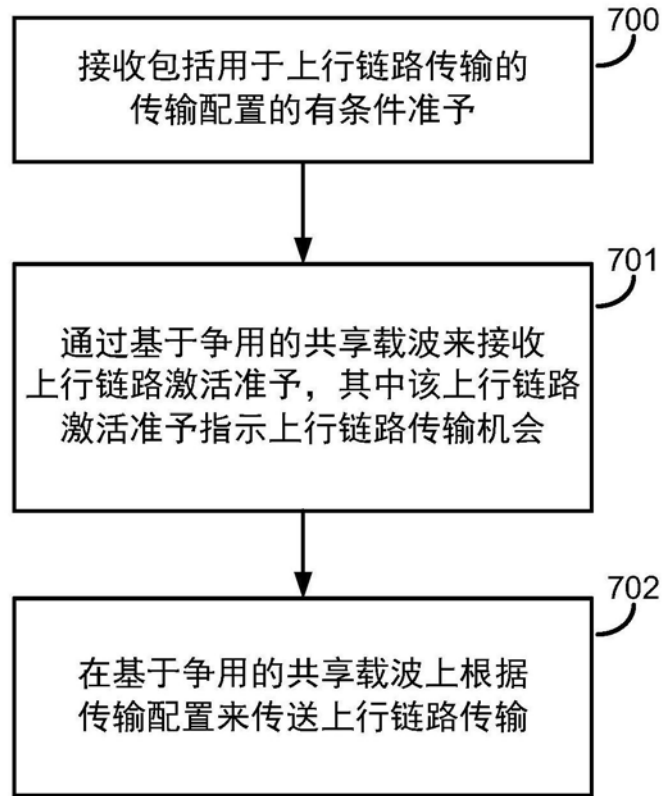 700
接收包括用于上行链路传输的
传输配置的有条件准予
701
通过基于争用的共享载波来接收
上行链路激活准予，其中该上行链路
激活准予指示上行链路传输机会
702
在基于争用的共享载波上根据
传输配置来传送上行链路传输